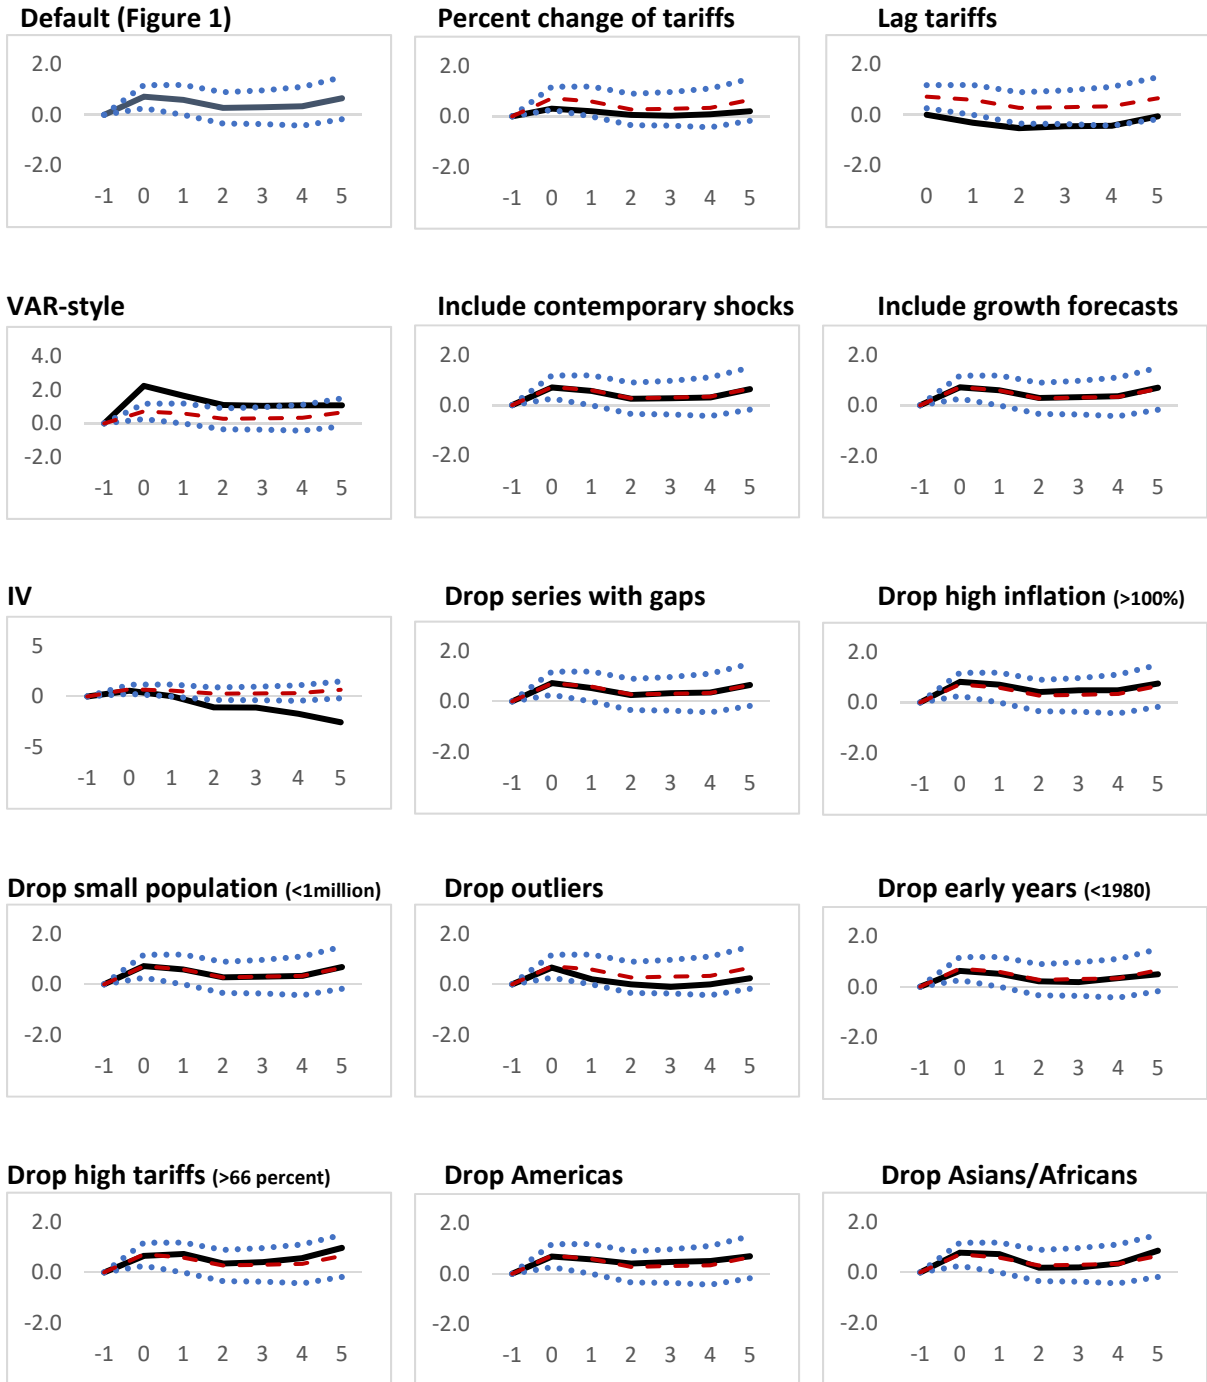 Default (Figure 1)
2.0
0.0
-2.0
-1 0 1 2 3 4 5
Percent change of tariffs
2.0
0.0
-2.0
-1 0 1 2 3 4 5
Lag tariffs
2.0
0.0
-2.0
0 1 2 3 4 5
VAR-style
4.0
2.0
0.0
-2.0
-1 0 1 2 3 4 5
Include contemporary shocks
2.0
0.0
-2.0
-1 0 1 2 3 4 5
Include growth forecasts
2.0
0.0
-2.0
-1 0 1 2 3 4 5
IV
5
0
-5
-1 0 1 2 3 4 5
Drop series with gaps
2.0
0.0
-2.0
-1 0 1 2 3 4 5
Drop high inflation (>100%)
2.0
0.0
-2.0
-1 0 1 2 3 4 5
Drop small population (<1million)
2.0
0.0
-2.0
-1 0 1 2 3 4 5
Drop outliers
2.0
0.0
-2.0
-1 0 1 2 3 4 5
Drop early years (<1980)
2.0
0.0
-2.0
-1 0 1 2 3 4 5
Drop high tariffs (>66 percent)
2.0
0.0
-2.0
-1 0 1 2 3 4 5
Drop Americas
2.0
0.0
-2.0
-1 0 1 2 3 4 5
Drop Asians/Africans
2.0
0.0
-2.0
-1 0 1 2 3 4 5